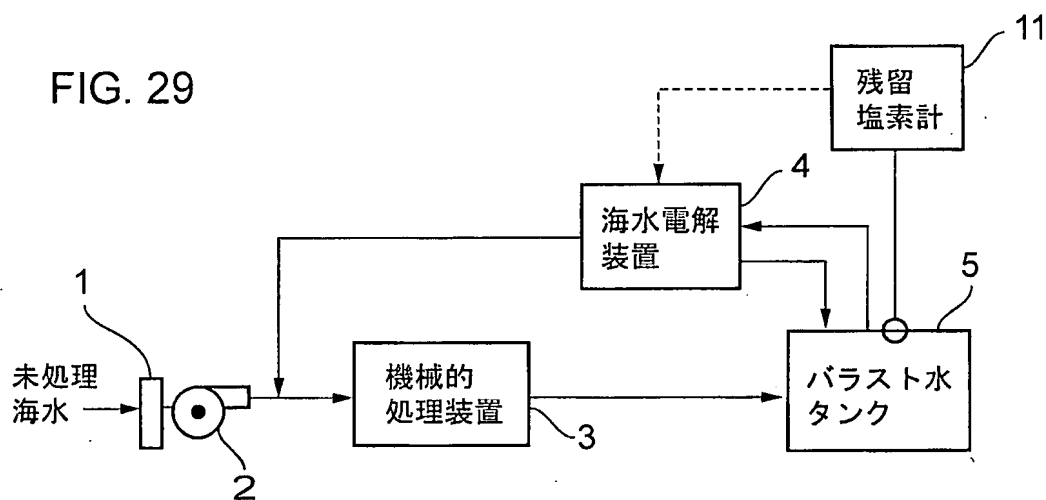 FIG. 29
11
残留
塩素計
4
海水電解
装置
1
5
未処理
海水
機械的
処理装置
バラスト水
タンク
2
3